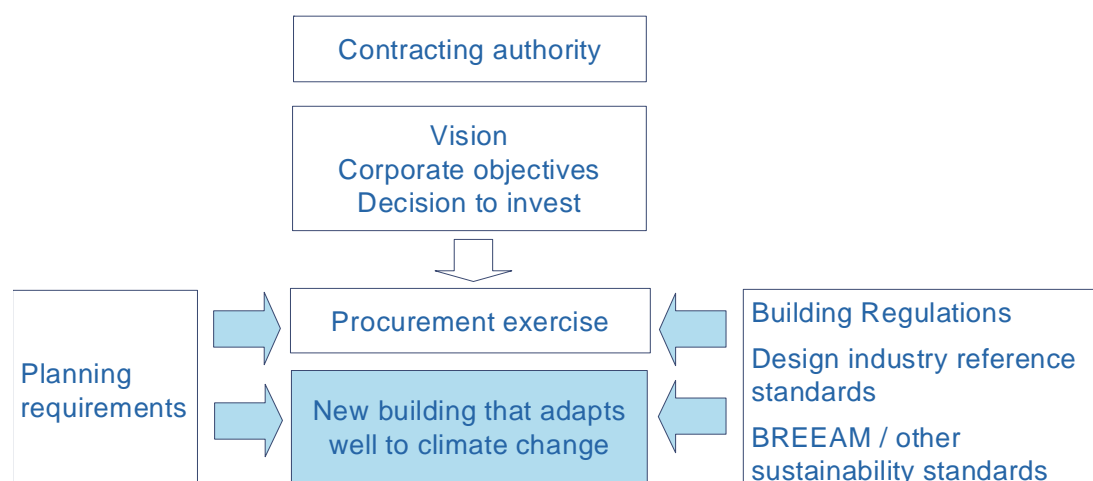 Contracting authority
Vision
Corporate objectives
Decision to invest
Procurement exercise
Planning
requirements
New building that adapts
well to climate change
Building Regulations
Design industry reference
standards
BREEAM / other
sustainability standards